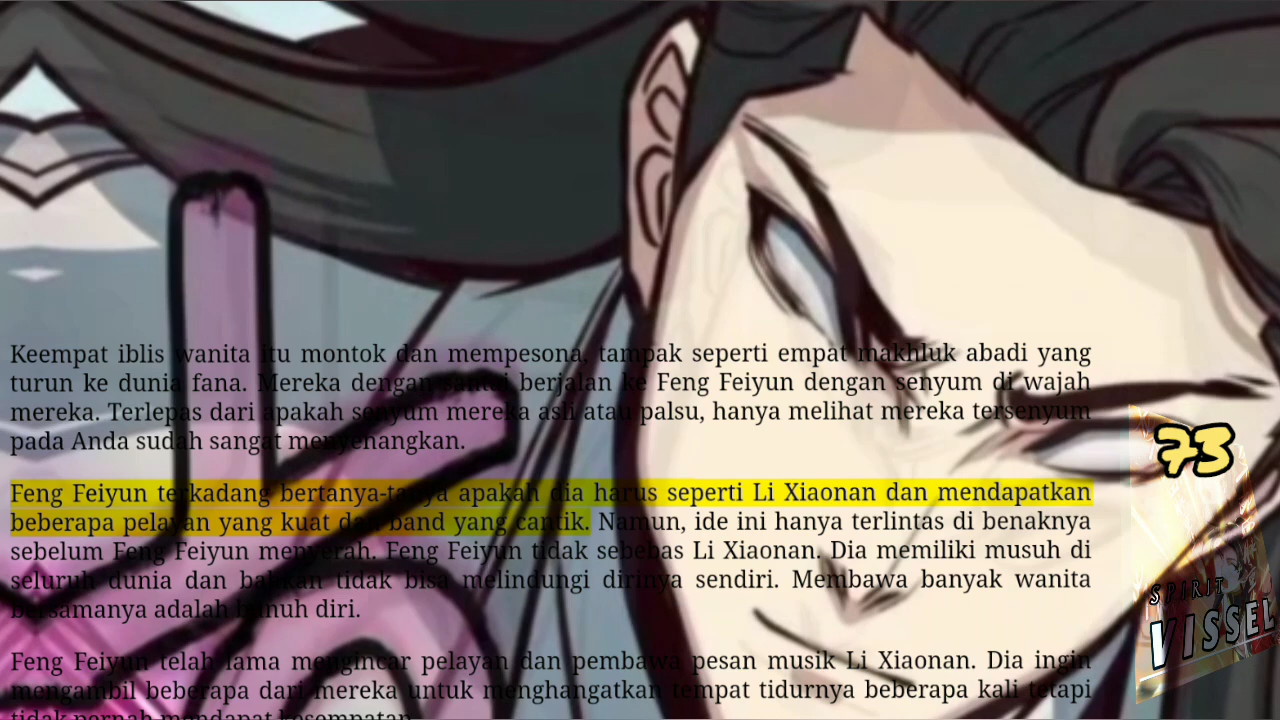 Keempat iblis wanita itu montok dan mempesona, tampak seperti empat makhluk abadi yang
turun ke dunia fana. Mereka dengan santai berjalan ke Feng Feiyun dengan senyum di wajah
mereka. Terlepas dari apakah senyum mereka asli atau palsu, hanya melihat mereka tersenyum
pada Anda sudah sangat menyenangkan.
Feng Feiyun terkadang bertanya-tanya apakah dia harus seperti Li Xiaonan dan mendapatkan
beberapa pelayan yang kuat dan band yang cantik. Namun, ide ini hanya terlintas di benaknya
sebelum Feng Feiyun menyerah. Feng Feiyun tidak sebebas Li Xiaonan. Dia memiliki musuh di
seluruh dunia dan bahkan tidak bisa melindungi dirinya sendiri. Membawa banyak wanita
bersamanya adalah bunuh diri.
Feng Feiyun telah lama mengincar pelayan dan pembawa pesan musik Li Xiaonan. Dia ingin
mengambil beberapa dari mereka untuk menghangatkan tempat tidurnya beberapa kali tetapi
tidak pernah mendapat kesempatan.
73
SPIRIT
VISSEL